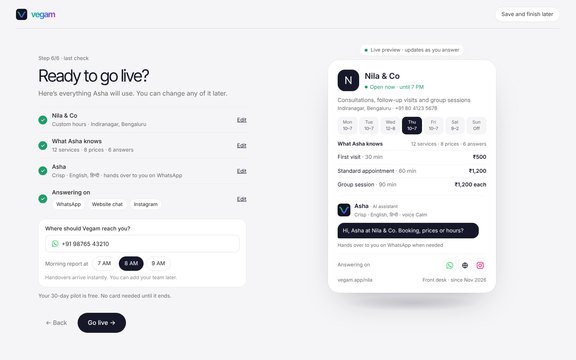 vegam
Save and finish later
Step 6/6 · last check
Ready to go live?
Here's everything Asha will use. You can change any of it later.
Nila & Co
Custom hours · Indiranagar, Bengaluru
Edit
What Asha knows
12 services · 8 prices · 6 answers
Edit
Asha
Crisp · English, हिन्दी · hands over to you on WhatsApp
Edit
Answering on
WhatsApp Website chat Instagram
Edit
Where should Vegam reach you?
+91 98765 43210
Morning report at 7 AM 8 AM 9 AM
Handovers arrive instantly. You can add your team later.
Your 30-day pilot is free. No card needed until it ends.
← Back Go live →
Live preview · updates as you answer
N
Nila & Co
Open now · until 7 PM
Consultations, follow-up visits and group sessions
Indiranagar, Bengaluru · +91 80 4123 5678
Mon Tue Wed Thu Fri Sat Sun
10–7 10–7 12–8 10–7 10–7 9–2 Off
What Asha knows 12 services · 8 prices · 6 answers
First visit · 30 min ₹500
Standard appointment · 60 min ₹1,200
Group session · 90 min ₹1,200 each
Asha · AI assistant
Crisp · English, हिन्दी · voice Calm
Hi, Asha at Nila & Co. Booking, prices or hours?
Hands over to you on WhatsApp when needed
Answering on
vegam.app/nila Front desk · since Nov 2026